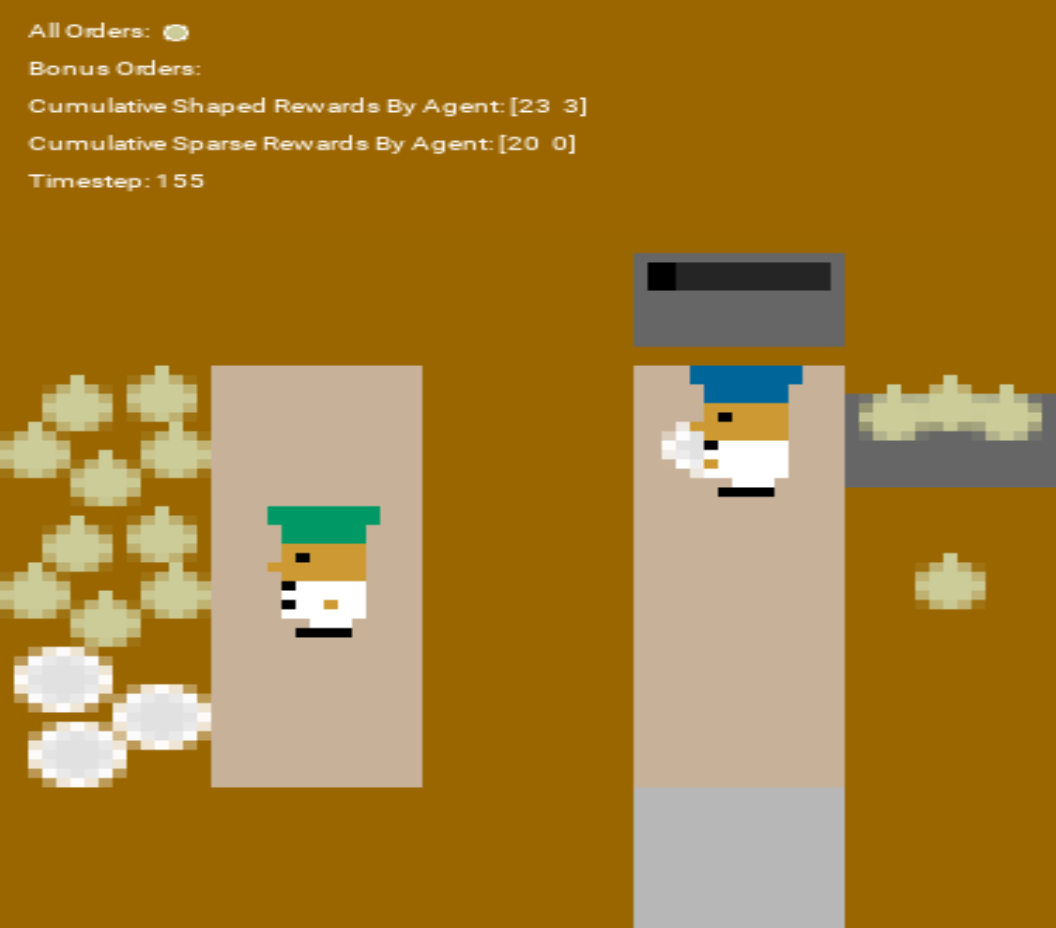 All Orders:
Bonus Orders:
Cumulative Shaped Rewards By Agent: [23 3]
Cumulative Sparse Rewards By Agent: [20 0]
Timestep: 155